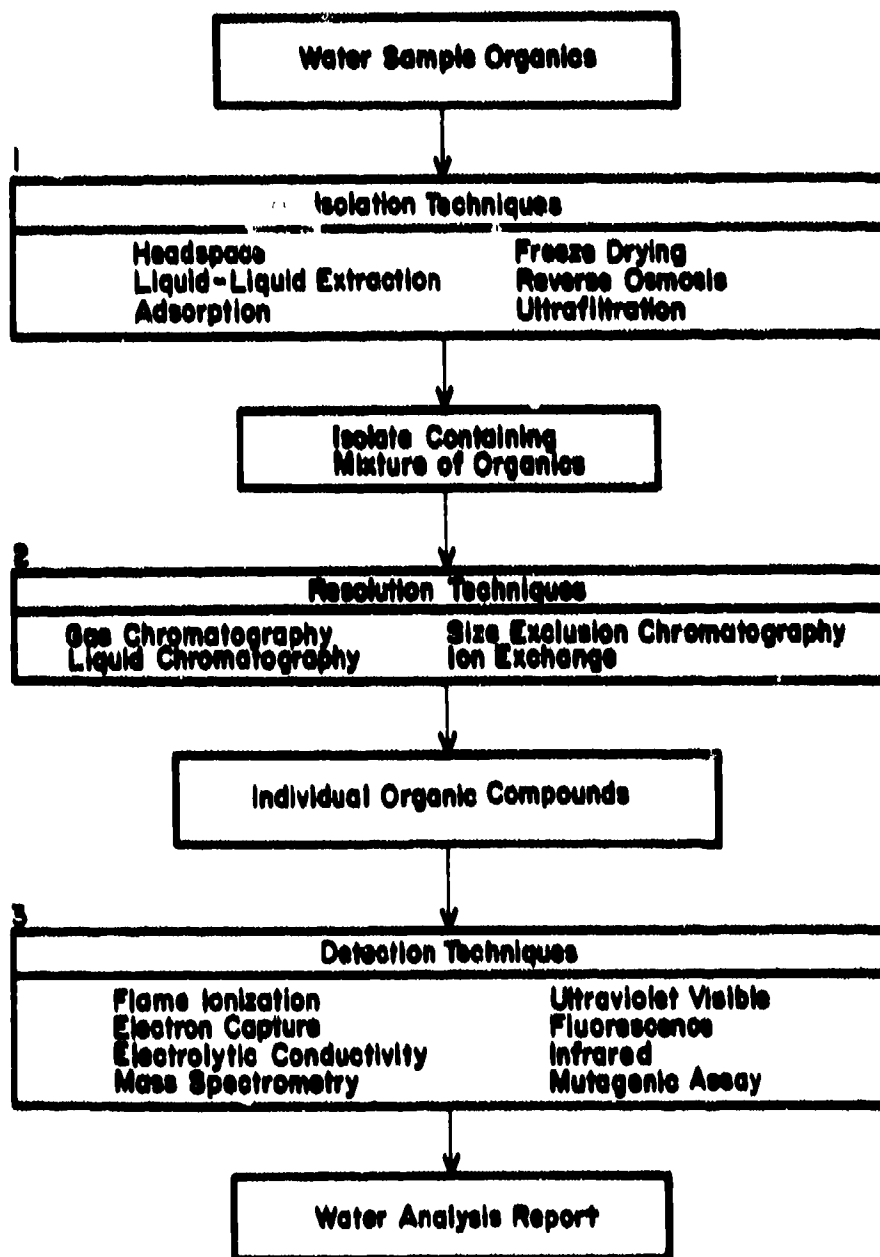 Water Sample Organics
1
Isolation Techniques
Headspace
Liquid-Liquid Extraction
Adsorption
Freeze Drying
Reverse Osmosis
Ultrafiltration
Isolate Containing
Mixture of Organics
2
Resolution Techniques
Gas Chromatography
Liquid Chromatography
Size Exclusion Chromatography
Ion Exchange
Individual Organic Compounds
3
Detection Techniques
Flame Ionization
Electron Capture
Electrolytic Conductivity
Mass Spectrometry
Ultraviolet Visible
Fluorescence
Infrared
Mutagenic Assay
Water Analysis Report